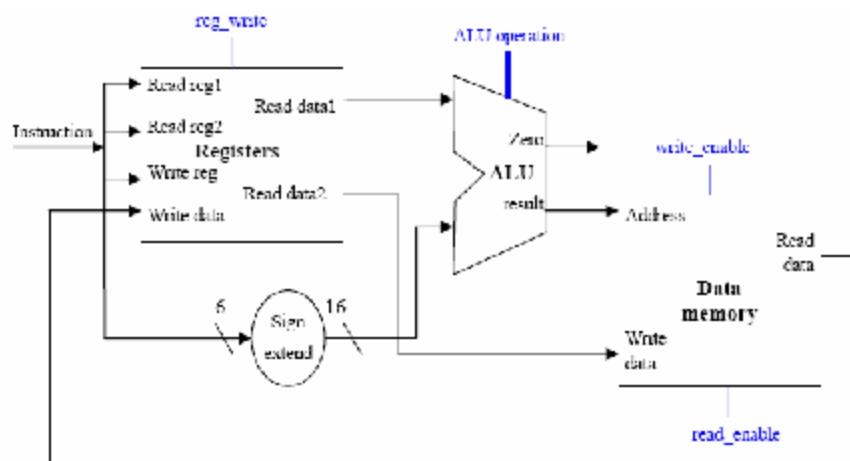 reg_write
ALU operation
Read reg1
Read data1
Instruction
Read reg2
Registers
Zero
write_enable
Write reg
ALU
Read data2
result
Write data
Address
Read
data
6
16
Sign
extend
Data
memory
Write
data
read_enable